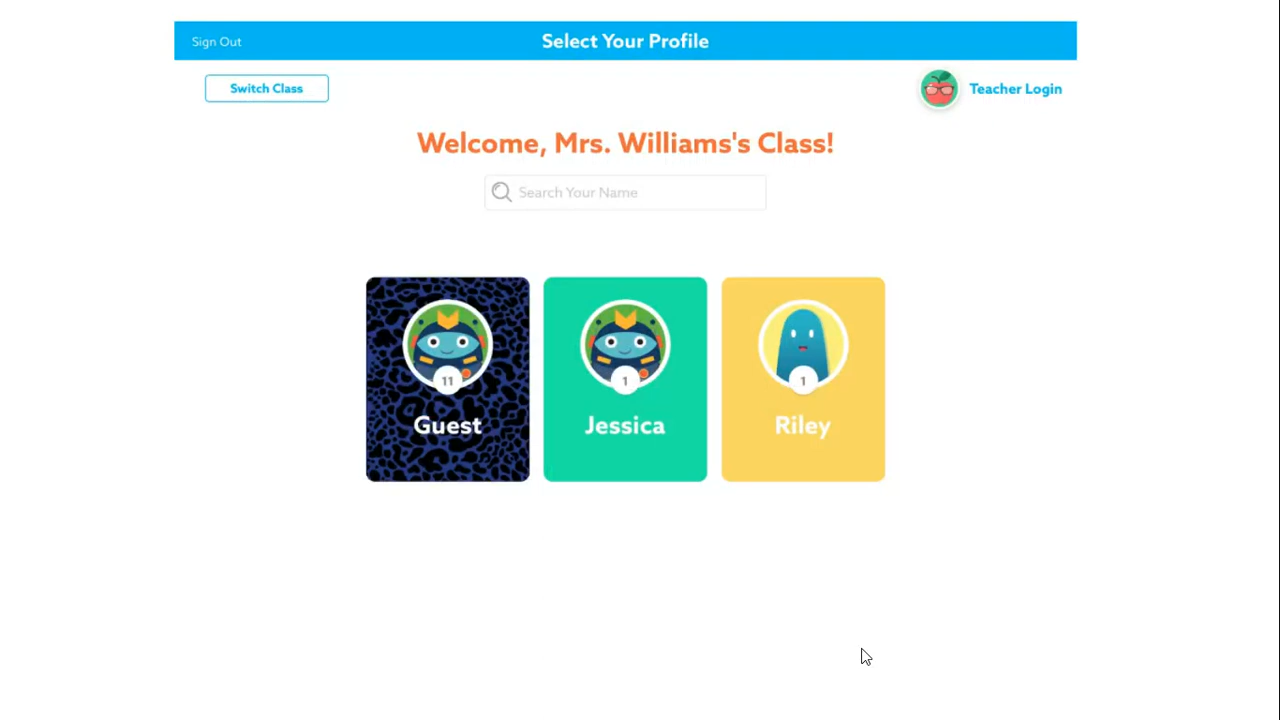 Sign Out
Select Your Profile
Switch Class
Teacher Login
Welcome, Mrs. Williams's Class!
Search Your Name
11
1
1
Guest
Jessica
Riley